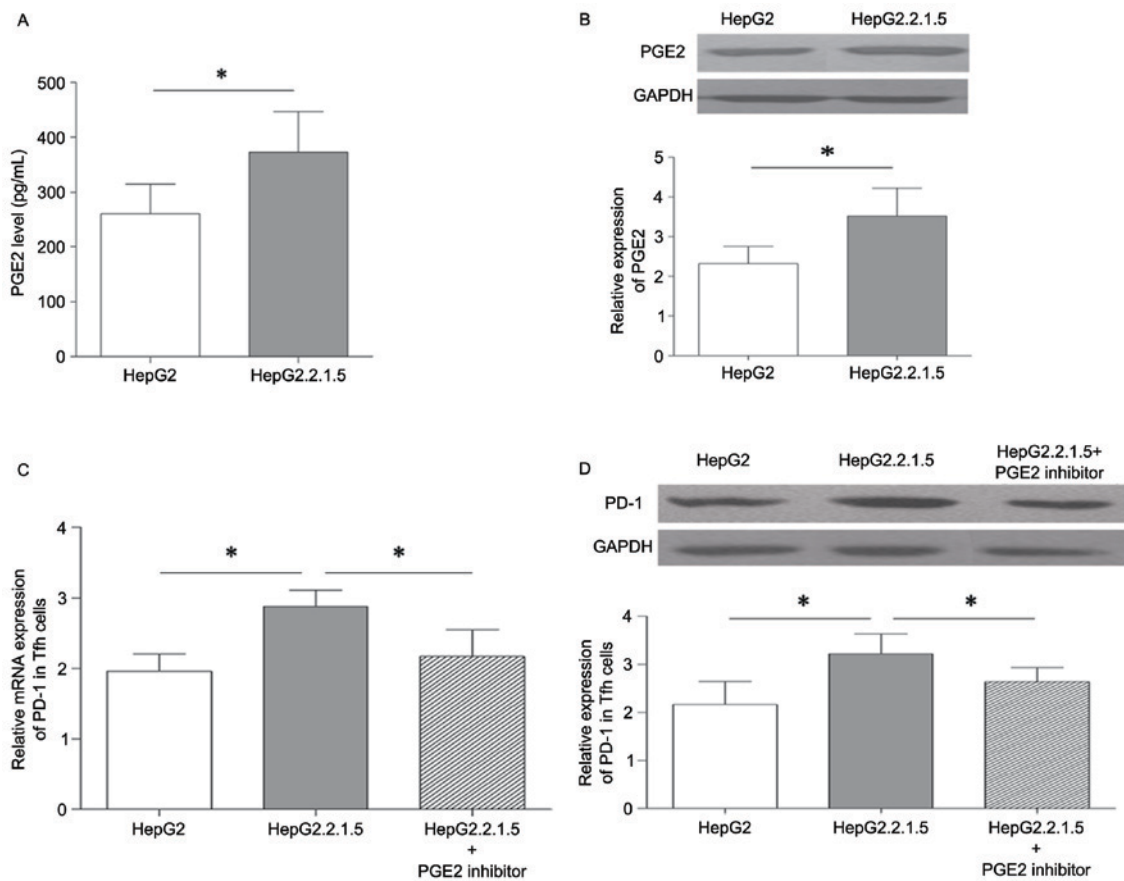 A
*
PGE2 level (pg/mL)
500
400
300
200
100
0
HepG2
HepG2.2.1.5
B
HepG2
HepG2.2.1.5
PGE2
GAPDH
*
Relative expression
of PGE2
5
4
3
2
1
0
HepG2
HepG2.2.1.5
C
*
*
Relative mRNA expression
of PD-1 in Tfh cells
4
3
2
1
0
HepG2
HepG2.2.1.5
HepG2.2.1.5
+
PGE2 inhibitor
D
HepG2
HepG2.2.1.5
HepG2.2.1.5+
PGE2 inhibitor
PD-1
GAPDH
*
*
Relative expression
of PD-1 in Tfh cells
4
3
2
1
0
HepG2
HepG2.2.1.5
HepG2.2.1.5
+
PGE2 inhibitor